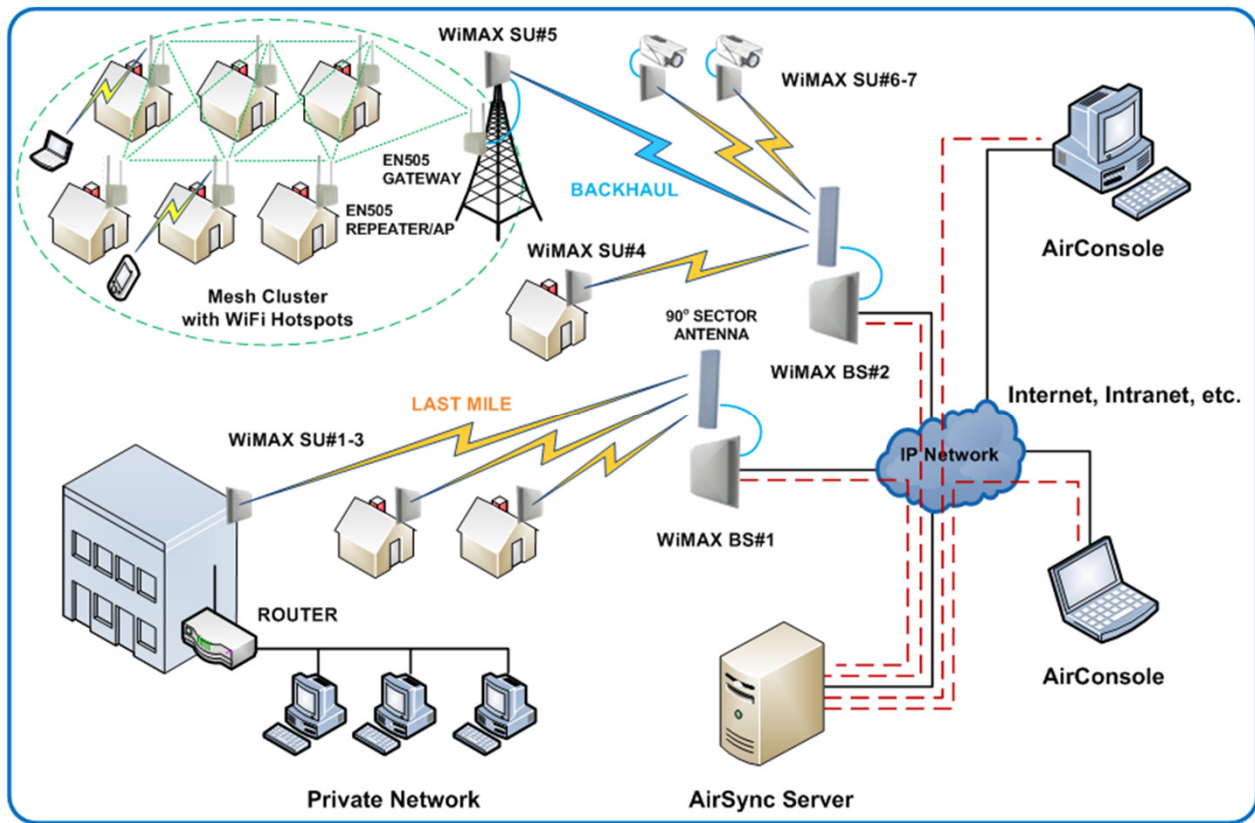 WiMAX SU#5
WiMAX SU#6-7
EN505
GATEWAY
BACKHAUL
EN505
REPEATER/AP
AirConsole
WiMAX SU#4
Mesh Cluster
with WiFi Hotspots
90° SECTOR
ANTENNA
WiMAX BS#2
Internet, Intranet, etc.
LAST MILE
WiMAX SU#1-3
IP Network
WiMAX BS#1
ROUTER
AirConsole
Private Network
AirSync Server